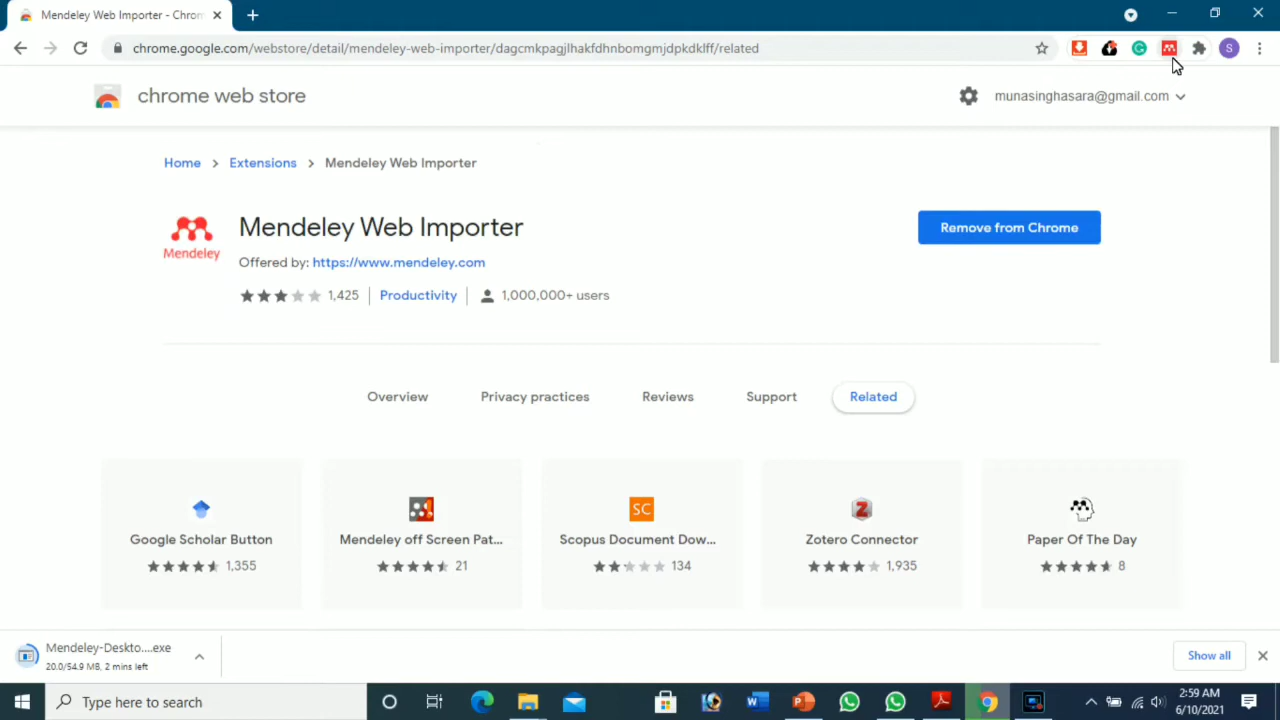 Mendeley Web Importer - Chrom
chrome.google.com/webstore/detail/mendeley-web-importer/dagcmkpagjlhakfdhnbomgmjdpkdklff/related
S
chrome web store
munasinghasara@gmail.com
Home > Extensions > Mendeley Web Importer
Mendeley
Mendeley Web Importer
Remove from Chrome
Offered by: https://www.mendeley.com
1,425 | Productivity | 1,000,000+ users
Overview
Privacy practices
Reviews
Support
Related
SC
Z
Google Scholar Button
Mendeley off Screen Pat...
Scopus Document Dow...
Zotero Connector
Paper Of The Day
1,355
21
134
1,935
8
Mendeley-Deskto....exe
20.0/54.9 MB, 2 mins left
Show all
Type here to search
2:59 AM
6/10/2021